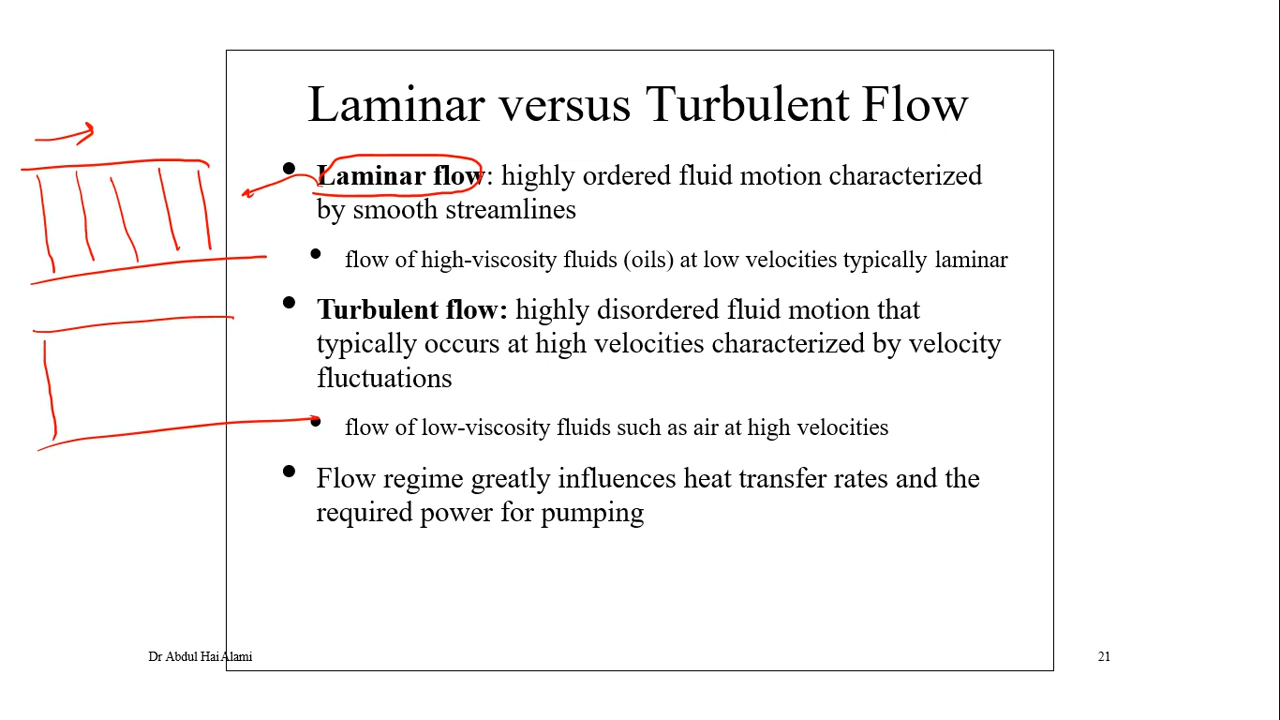 Laminar versus Turbulent Flow
• Laminar flow: highly ordered fluid motion characterized
by smooth streamlines
• flow of high-viscosity fluids (oils) at low velocities typically laminar
• Turbulent flow: highly disordered fluid motion that
typically occurs at high velocities characterized by velocity
fluctuations
• flow of low-viscosity fluids such as air at high velocities
• Flow regime greatly influences heat transfer rates and the
required power for pumping
Dr Abdul Hai Alami
21